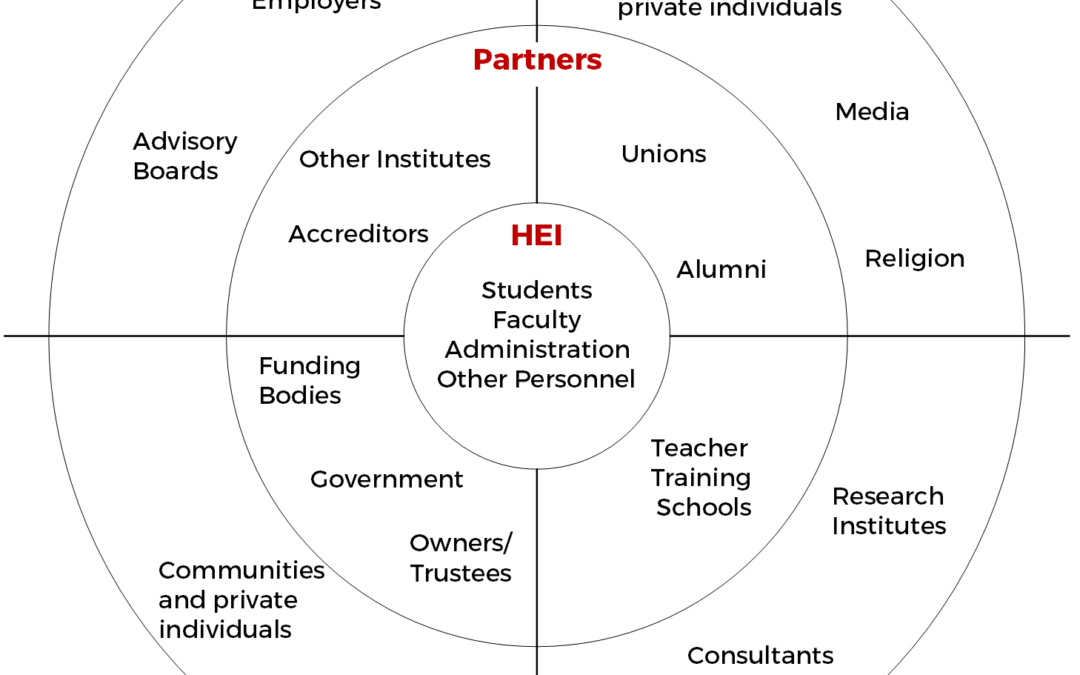 Employers
private individuals
Partners
Media
Advisory
Boards
Other Institutes
Unions
Accreditors
HEI
Religion
Alumni
Students
Faculty
Administration
Other Personnel
Funding
Bodies
Government
Teacher
Training
Schools
Research
Institutes
Owners/
Trustees
Communities
and private
individuals
Consultants